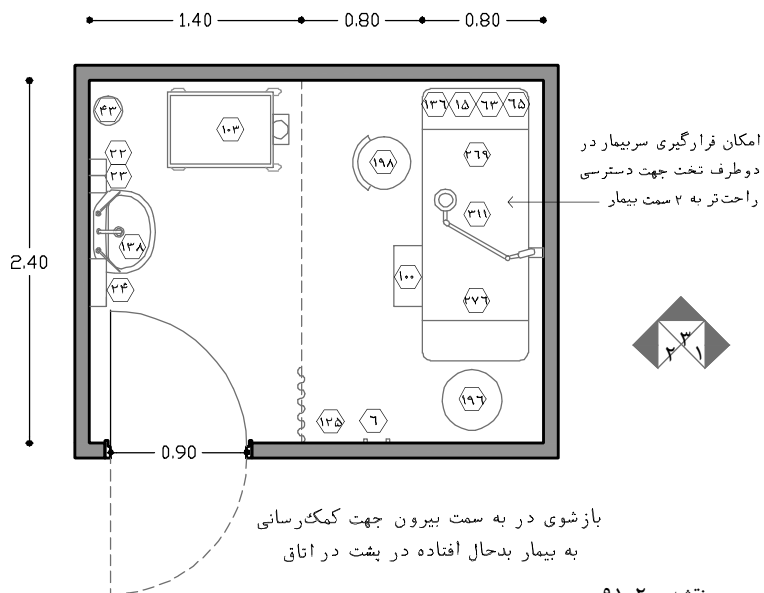 1.40 0.80 0.80
۴۳
۱۰۳
۱۳۶ ۱۵ ۶۳ ۶۵
۲۲
۲۳
۱۹۸
۲۶۹
امکان قرارگیری سربیمار در
دوطرف تخت جهت دسترسی
راحت‌تر به ۲ سمت بیمار
۳۱۱
۱۳۸
2.40
۲۴
۱۰۰
۲۷۶
۳
۲ ۱
۱۹۶
۱۲۵ ۶
0.90
بازشوی در به سمت بیرون جهت کمک‌رسانی
به بیمار بدحال افتاده در پشت در اتاق